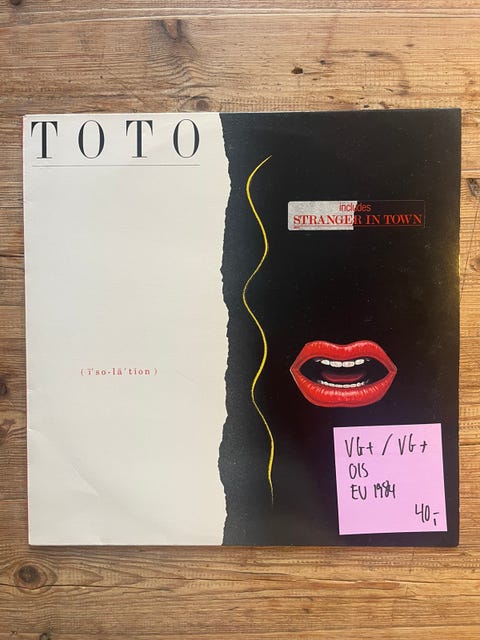 TOTO
includes
STRANGER IN TOWN
(ī′so-lā′tion)
VG+ / VG+
OIS
EU 1984
40,-